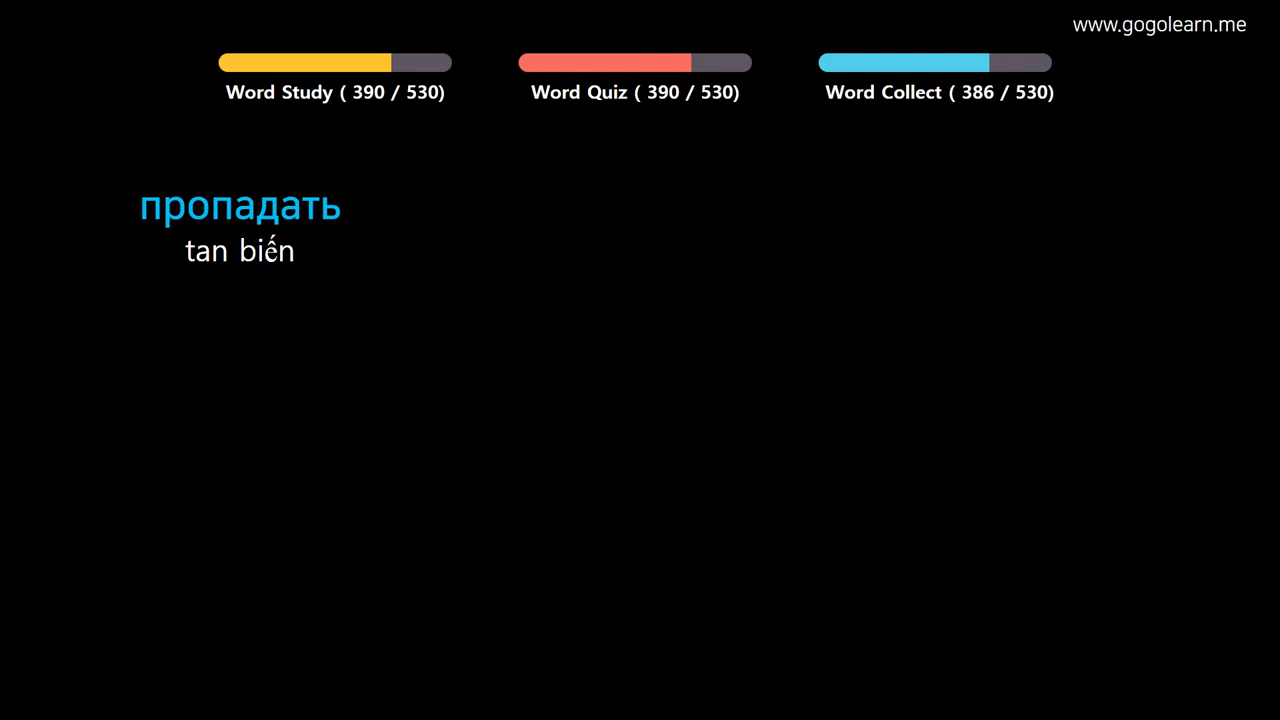 www.gogolearn.me
Word Study ( 390 / 530)
Word Quiz ( 390 / 530)
Word Collect ( 386 / 530)
пропадать
tan biến